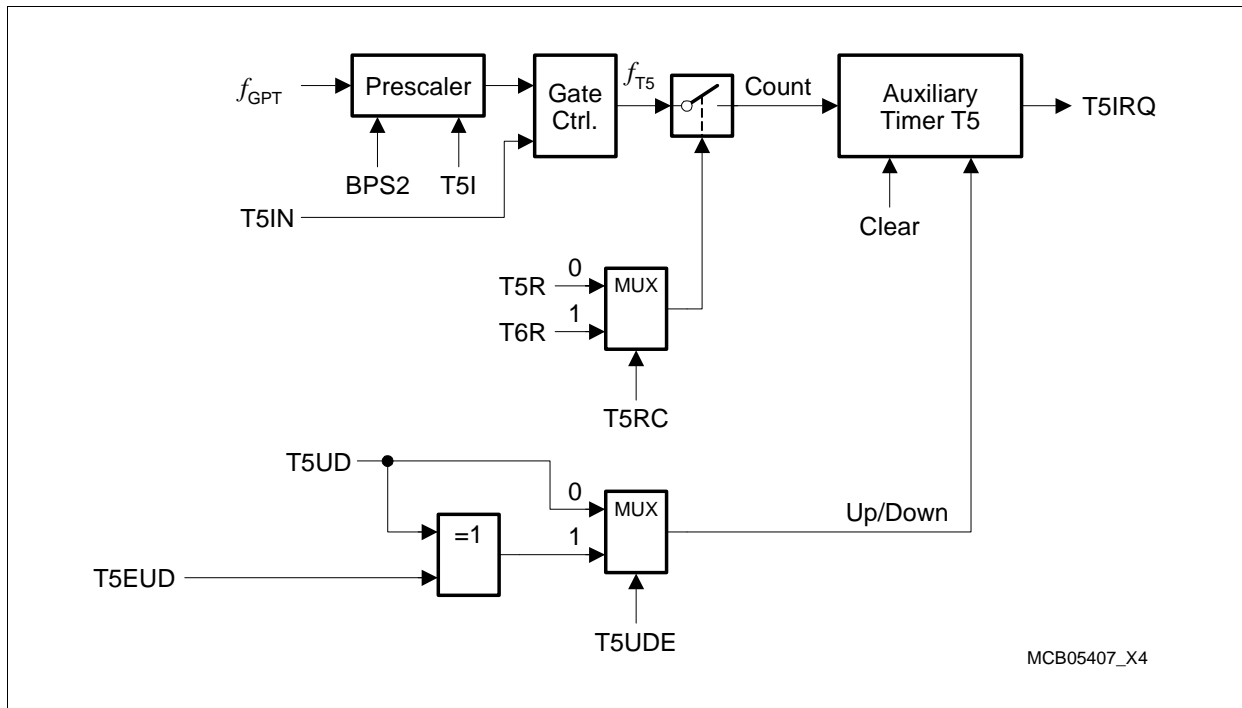 fGPT
Prescaler
BPS2
T5I
T5IN
Gate
Ctrl.
fT5
Count
Auxiliary
Timer T5
T5IRQ
Clear
T5R
0
T6R
1
MUX
T5RC
T5UD
0
=1
1
MUX
T5EUD
T5UDE
Up/Down
MCB05407_X4